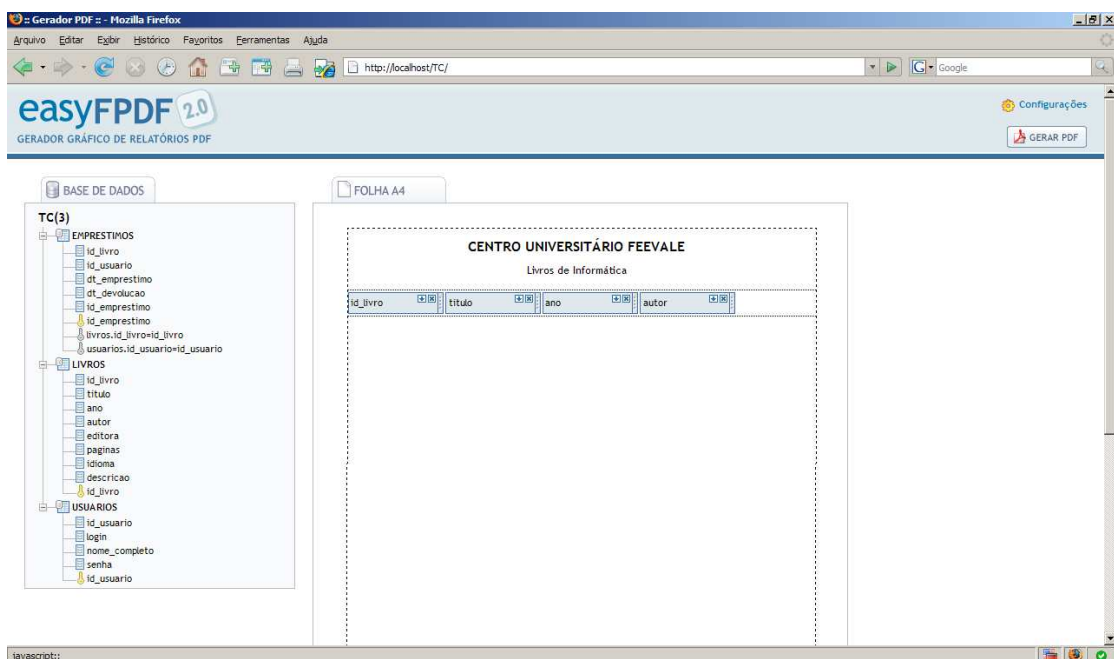 :: Gerador PDF :: - Mozilla Firefox
Arquivo Editar Exibir Histórico Favoritos Ferramentas Ajuda
http://localhost/TC/
G Google
easyFPDF 2.0
GERADOR GRÁFICO DE RELATÓRIOS PDF
Configurações
GERAR PDF
BASE DE DADOS
TC(3)
EMPRESTIMOS
id_livro
id_usuario
dt_emprestimo
dt_devolucao
id_emprestimo
id_emprestimo
livros.id_livro=id_livro
usuarios.id_usuario=id_usuario
LIVROS
id_livro
titulo
ano
autor
editora
paginas
idioma
descricao
id_livro
USUARIOS
id_usuario
login
nome_completo
senha
id_usuario
FOLHA A4
CENTRO UNIVERSITÁRIO FEEVALE
Livros de Informática
id_livro titulo ano autor
javascript::